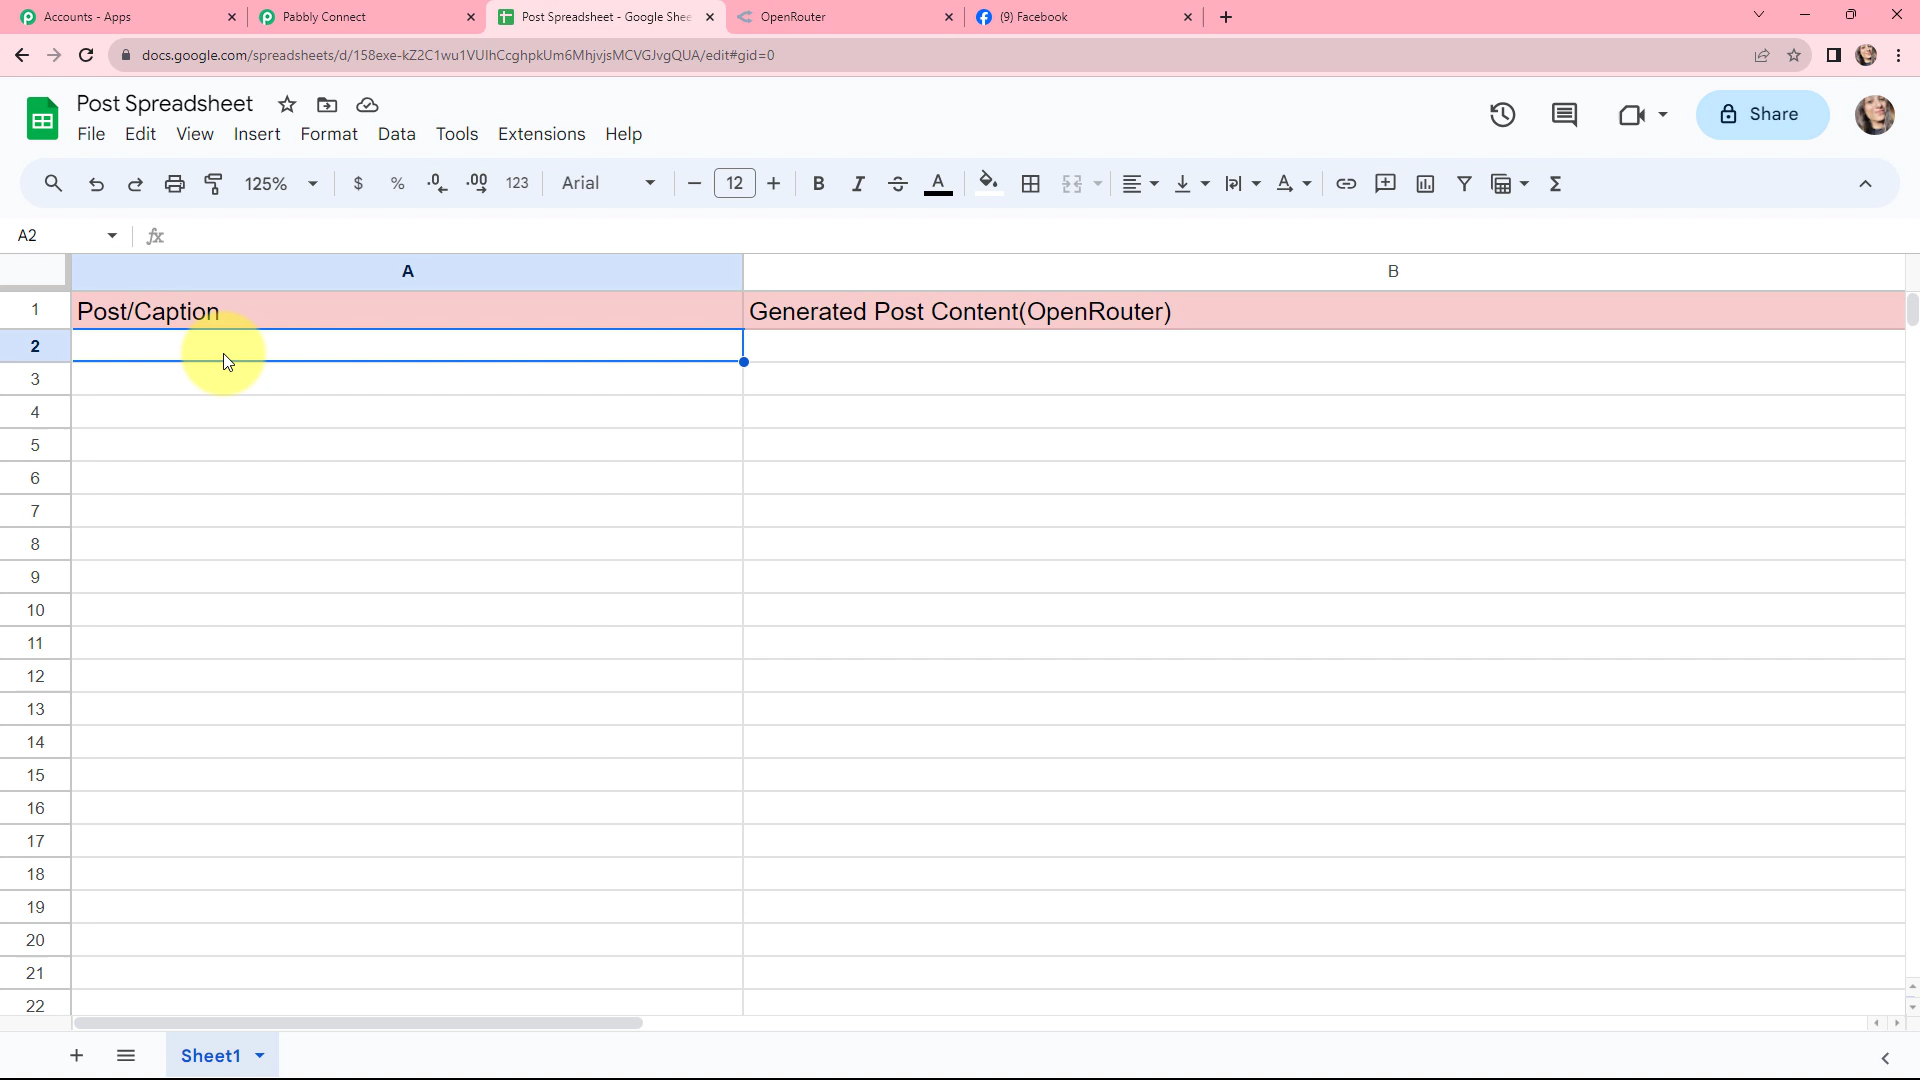 Accounts - Apps
Pabbly Connect
Post Spreadsheet - Google Shee
OpenRouter
(9) Facebook
docs.google.com/spreadsheets/d/158exe-kZ2C1wu1VUIhCcghpkUm6MhjvjsMCVGJvgQUA/edit#gid=0
Post Spreadsheet
File Edit View Insert Format Data Tools Extensions Help
Share
125% $ % .0 .00 123 Arial 12 B I S A
A2 fx
A B
1 Post/Caption Generated Post Content(OpenRouter)
2
3
4
5
6
7
8
9
10
11
12
13
14
15
16
17
18
19
20
21
22
Sheet1